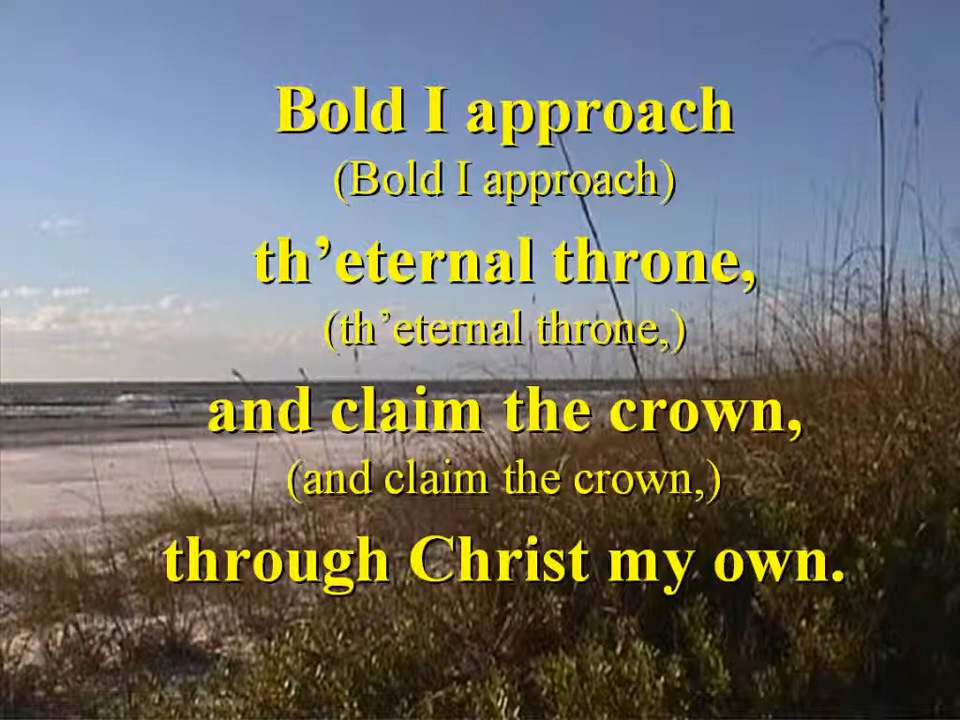 Bold I approach
(Bold I approach)
th’eternal throne,
(th’eternal throne,)
and claim the crown,
(and claim the crown,)
through Christ my own.